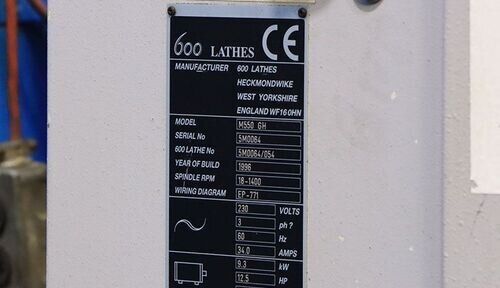 600 LATHES CE
MANUFACTURER 600 LATHES
HECKMONDWIKE
WEST YORKSHIRE
ENGLAND WF16 0HN
MODEL M550 GH
SERIAL No 5M0064
600 LATHE No 5M0064/054
YEAR OF BUILD 1996
SPINDLE RPM 18-1400
WIRING DIAGRAM EP-771
230 VOLTS
3 ph?
60 Hz
34.0 AMPS
9.3 kW
12.5 HP